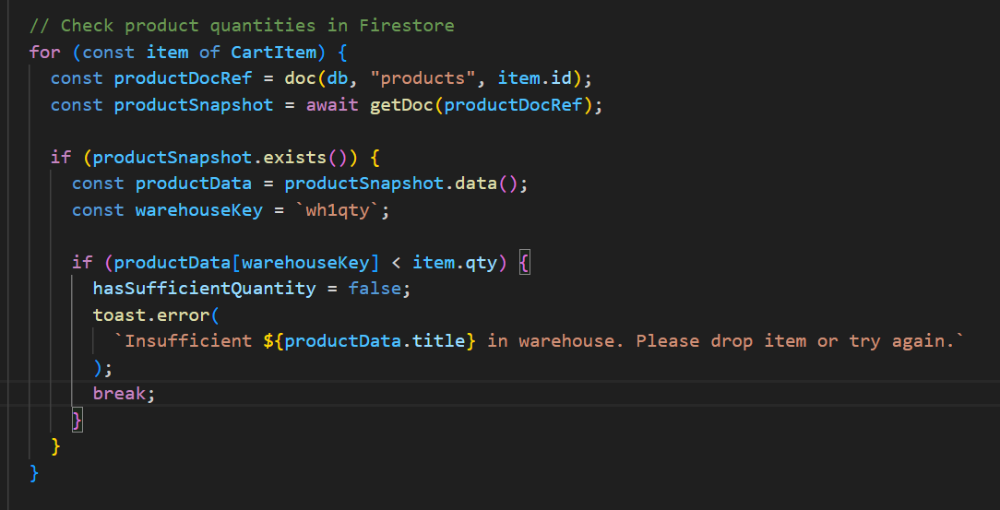 // Check product quantities in Firestore
for (const item of CartItem) {
const productDocRef = doc(db, "products", item.id);
const productSnapshot = await getDoc(productDocRef);
if (productSnapshot.exists()) {
const productData = productSnapshot.data();
const warehouseKey = `wh1qty`;
if (productData[warehouseKey] < item.qty) {
hasSufficientQuantity = false;
toast.error(
`Insufficient ${productData.title} in warehouse. Please drop item or try again.`
);
break;
}
}
}